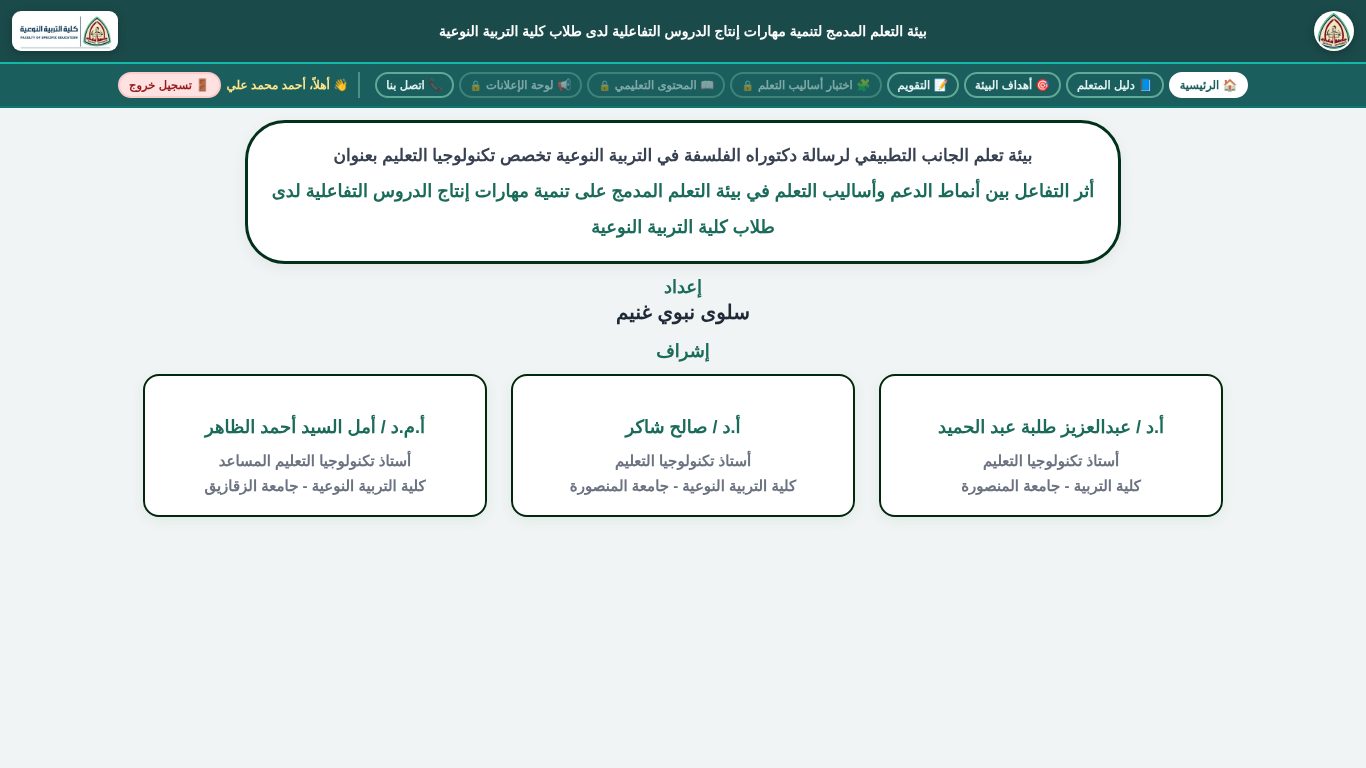 بيئة التعلم المدمج لتنمية مهارات إنتاج الدروس التفاعلية لدى طلاب كلية التربية النوعية
كلية التربية النوعية
FACULTY OF SPECIFIC EDUCATION
🏠 الرئيسية
📘 دليل المتعلم
🎯 أهداف البيئة
📝 التقويم
🧩 اختبار أساليب التعلم 🔒
📖 المحتوى التعليمي 🔒
📢 لوحة الإعلانات 🔒
📞 اتصل بنا
👋 أهلاً، أحمد محمد علي
🚪 تسجيل خروج
بيئة تعلم الجانب التطبيقي لرسالة دكتوراه الفلسفة في التربية النوعية تخصص تكنولوجيا التعليم بعنوان
أثر التفاعل بين أنماط الدعم وأساليب التعلم في بيئة التعلم المدمج على تنمية مهارات إنتاج الدروس التفاعلية لدى
طلاب كلية التربية النوعية
إعداد
سلوى نبوي غنيم
إشراف
أ.د / عبدالعزيز طلبة عبد الحميد
أستاذ تكنولوجيا التعليم
كلية التربية - جامعة المنصورة
أ.د / صالح شاكر
أستاذ تكنولوجيا التعليم
كلية التربية النوعية - جامعة المنصورة
أ.م.د / أمل السيد أحمد الظاهر
أستاذ تكنولوجيا التعليم المساعد
كلية التربية النوعية - جامعة الزقازيق